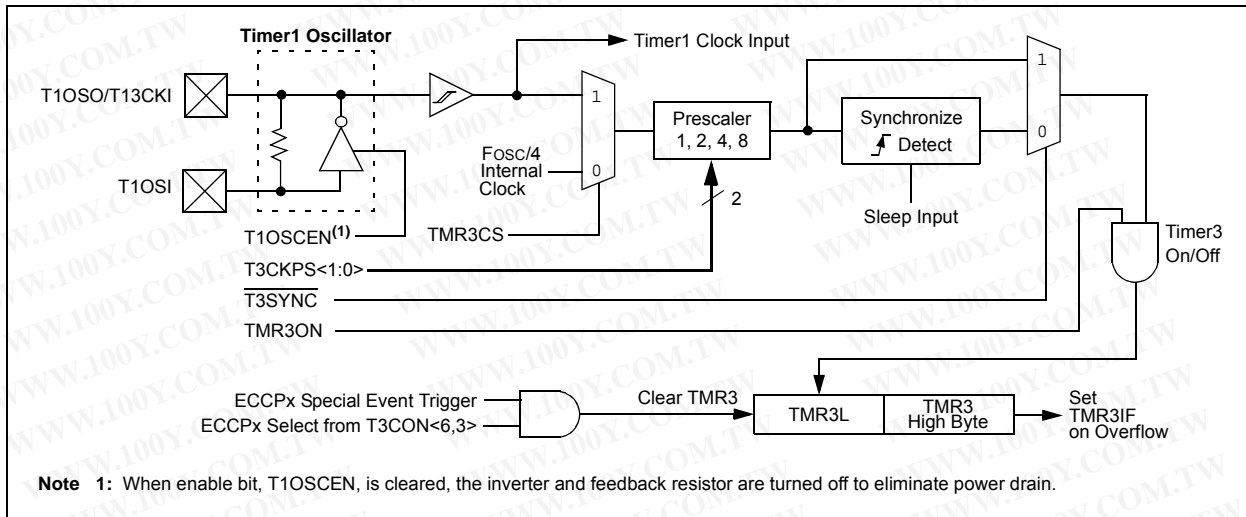 Timer1 Oscillator
Timer1 Clock Input
T1OSO/T13CKI
T1OSI
1
0
FOSC/4
Internal
Clock
Prescaler
1, 2, 4, 8
2
Synchronize
Detect
Sleep Input
1
0
T1OSCEN(1)
TMR3CS
T3CKPS<1:0>
T3SYNC
TMR3ON
Timer3
On/Off
ECCPx Special Event Trigger
ECCPx Select from T3CON<6,3>
Clear TMR3
TMR3L
TMR3
High Byte
Set
TMR3IF
on Overflow
Note 1: When enable bit, T1OSCEN, is cleared, the inverter and feedback resistor are turned off to eliminate power drain.
WWW.100Y.COM.TW